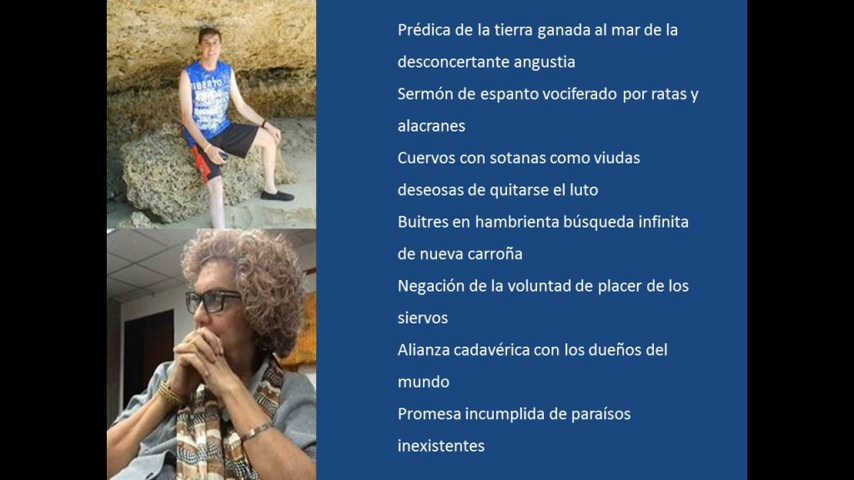 Prédica de la tierra ganada al mar de la
desconcertante angustia
Sermón de espanto vociferado por ratas y
alacranes
Cuervos con sotanas como viudas
deseosas de quitarse el luto
Buitres en hambrienta búsqueda infinita
de nueva carroña
Negación de la voluntad de placer de los
siervos
Alianza cadavérica con los dueños del
mundo
Promesa incumplida de paraísos
inexistentes